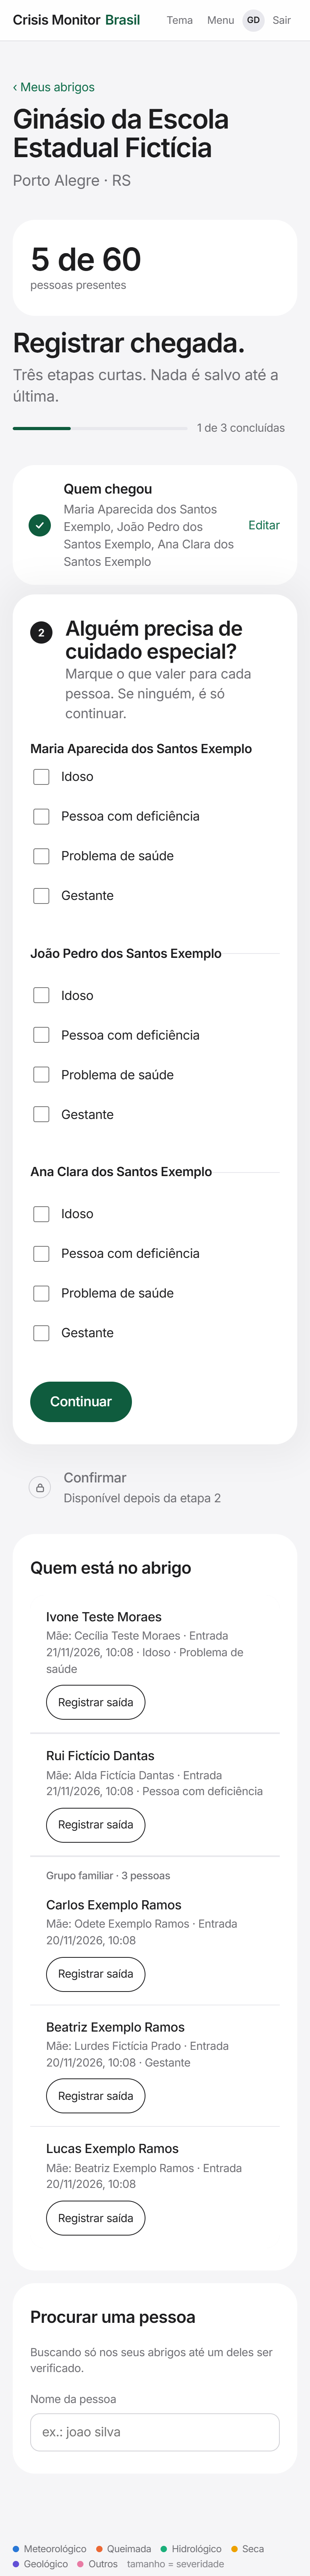 Crisis Monitor Brasil Tema Menu GD Sair
‹ Meus abrigos
Ginásio da Escola
Estadual Fictícia
Porto Alegre · RS
5 de 60
pessoas presentes
Registrar chegada.
Três etapas curtas. Nada é salvo até a
última.
1 de 3 concluídas
Quem chegou
Maria Aparecida dos Santos
Exemplo, João Pedro dos
Santos Exemplo, Ana Clara dos
Santos Exemplo
Editar
2
Alguém precisa de
cuidado especial?
Marque o que valer para cada
pessoa. Se ninguém, é só
continuar.
Maria Aparecida dos Santos Exemplo
Idoso
Pessoa com deficiência
Problema de saúde
Gestante
João Pedro dos Santos Exemplo
Idoso
Pessoa com deficiência
Problema de saúde
Gestante
Ana Clara dos Santos Exemplo
Idoso
Pessoa com deficiência
Problema de saúde
Gestante
Continuar
Confirmar
Disponível depois da etapa 2
Quem está no abrigo
Ivone Teste Moraes
Mãe: Cecília Teste Moraes · Entrada
21/11/2026, 10:08 · Idoso · Problema de
saúde
Registrar saída
Rui Fictício Dantas
Mãe: Alda Fictícia Dantas · Entrada
21/11/2026, 10:08 · Pessoa com deficiência
Registrar saída
Grupo familiar · 3 pessoas
Carlos Exemplo Ramos
Mãe: Odete Exemplo Ramos · Entrada
20/11/2026, 10:08
Registrar saída
Beatriz Exemplo Ramos
Mãe: Lurdes Fictícia Prado · Entrada
20/11/2026, 10:08 · Gestante
Registrar saída
Lucas Exemplo Ramos
Mãe: Beatriz Exemplo Ramos · Entrada
20/11/2026, 10:08
Registrar saída
Procurar uma pessoa
Buscando só nos seus abrigos até um deles ser
verificado.
Nome da pessoa
ex.: joao silva
Meteorológico Queimada Hidrológico Seca
Geológico Outros tamanho = severidade